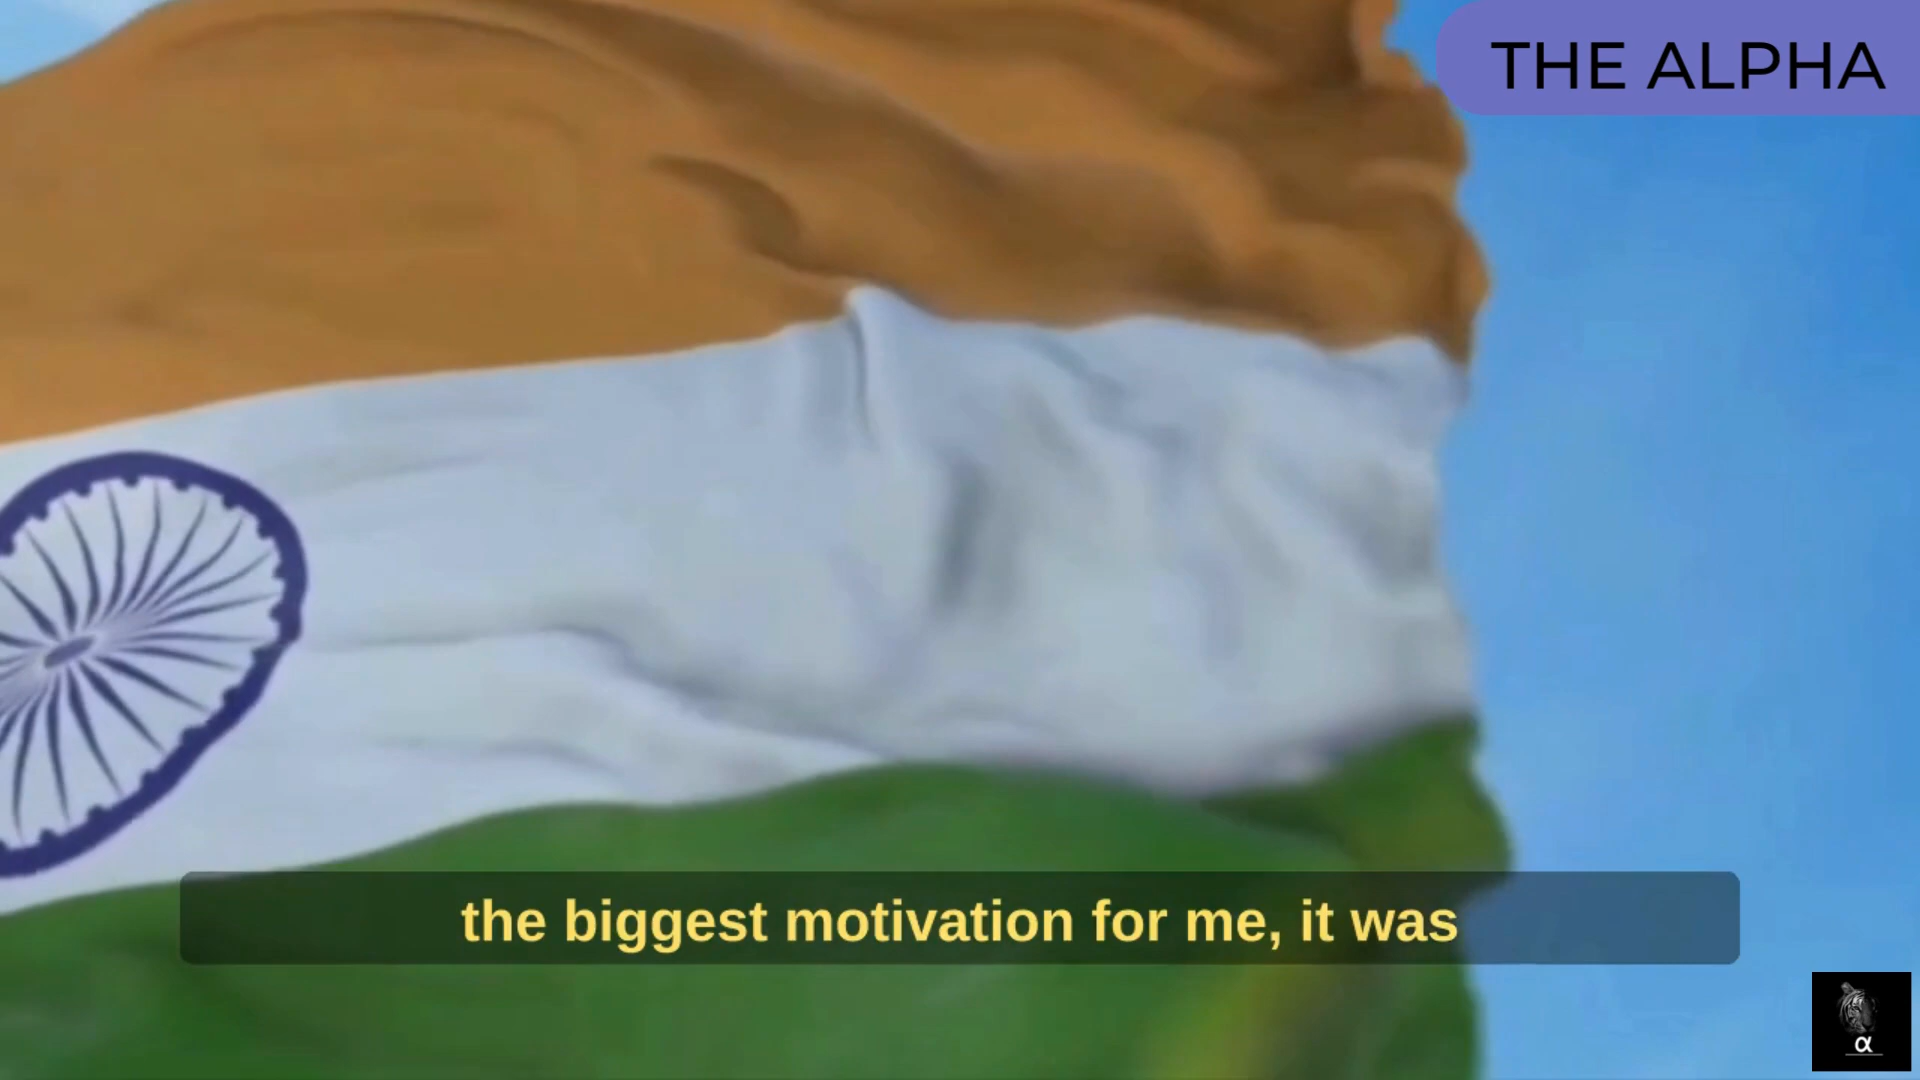 THE ALPHA
the biggest motivation for me, it was
α